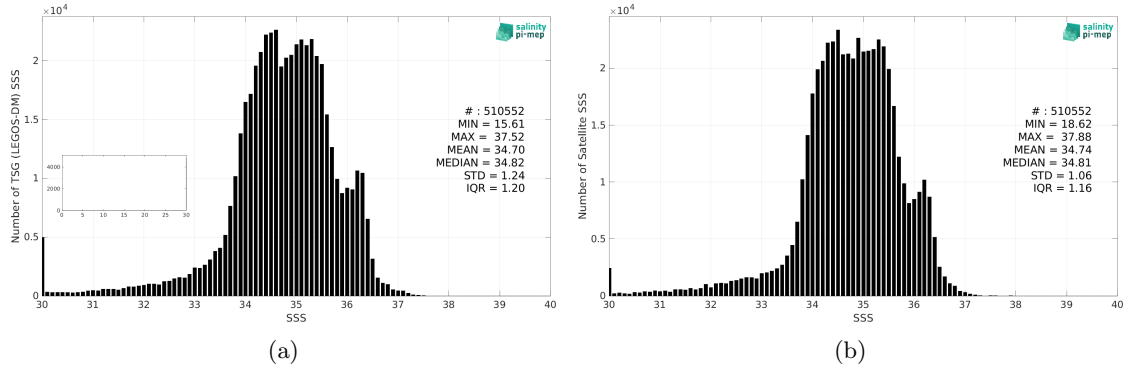 ×10⁴
salinity
pi-mep
Number of TSG (LEGOS-DM) SSS
2
1.5
1
0.5
0
# : 510552
MIN = 15.61
MAX = 37.52
MEAN = 34.70
MEDIAN = 34.82
STD = 1.24
IQR = 1.20
4000
2000
0
0 5 10 15 20 25 30
30 31 32 33 34 35 36 37 38 39 40
SSS
(a)
×10⁴
salinity
pi-mep
Number of Satellite SSS
2
1.5
1
0.5
0
# : 510552
MIN = 18.62
MAX = 37.88
MEAN = 34.74
MEDIAN = 34.81
STD = 1.06
IQR = 1.16
30 31 32 33 34 35 36 37 38 39 40
SSS
(b)